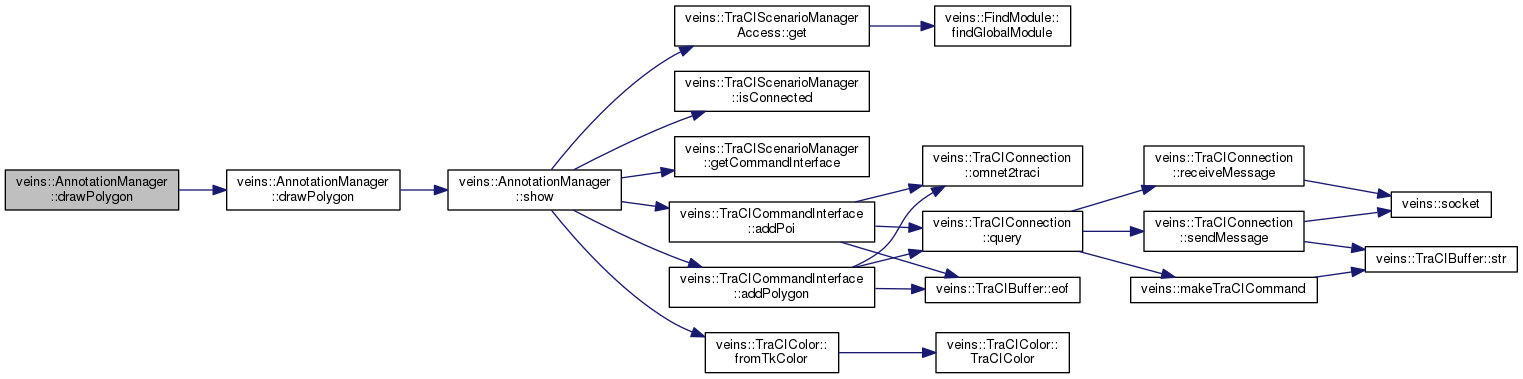 veins::AnnotationManager
::drawPolygon
veins::AnnotationManager
::drawPolygon
veins::AnnotationManager
::show
veins::TraCIScenarioManager
Access::get
veins::FindModule::
findGlobalModule
veins::TraCIScenarioManager
::isConnected
veins::TraCIScenarioManager
::getCommandInterface
veins::TraCICommandInterface
::addPoi
veins::TraCICommandInterface
::addPolygon
veins::TraCIColor::
fromTkColor
veins::TraCIConnection
::omnet2traci
veins::TraCIConnection
::query
veins::TraCIBuffer::eof
veins::TraCIColor::
TraCIColor
veins::TraCIConnection
::receiveMessage
veins::TraCIConnection
::sendMessage
veins::makeTraCICommand
veins::socket
veins::TraCIBuffer::str